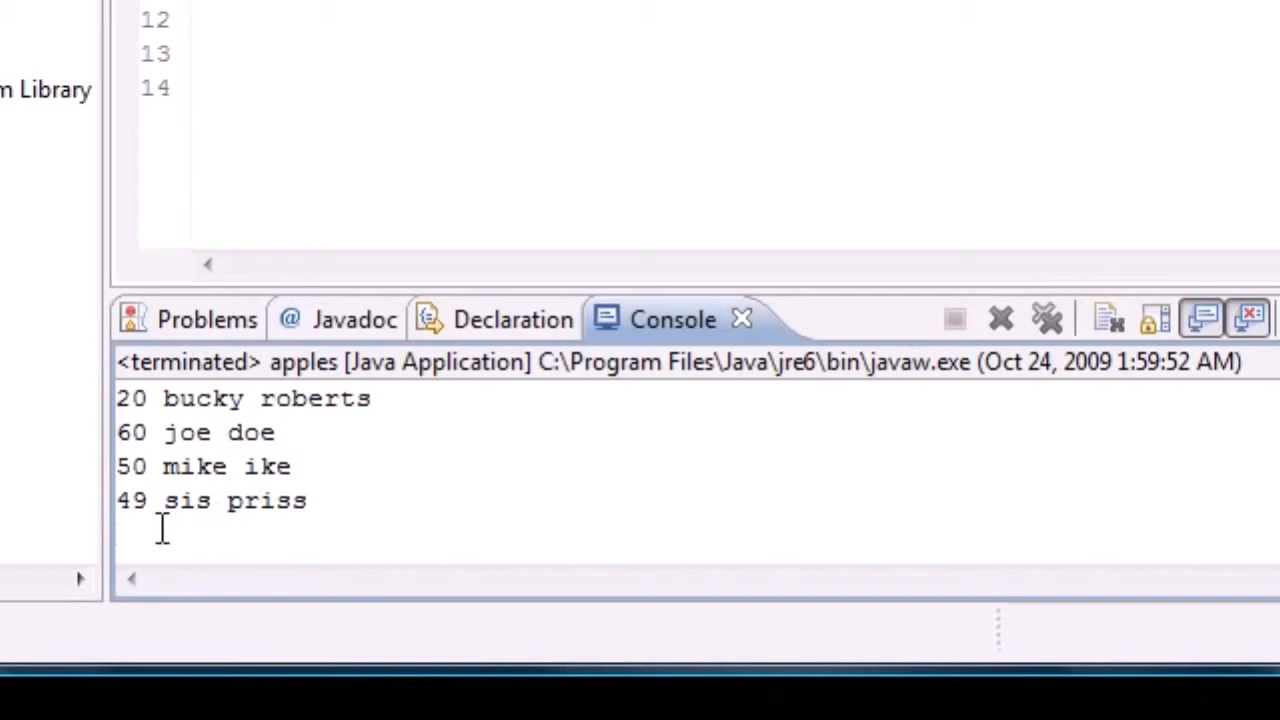 12
13
m Library
14
Problems @ Javadoc Declaration Console
<terminated> apples [Java Application] C:\Program Files\Java\jre6\bin\javaw.exe (Oct 24, 2009 1:59:52 AM)
20 bucky roberts
60 joe doe
50 mike ike
49 sis priss